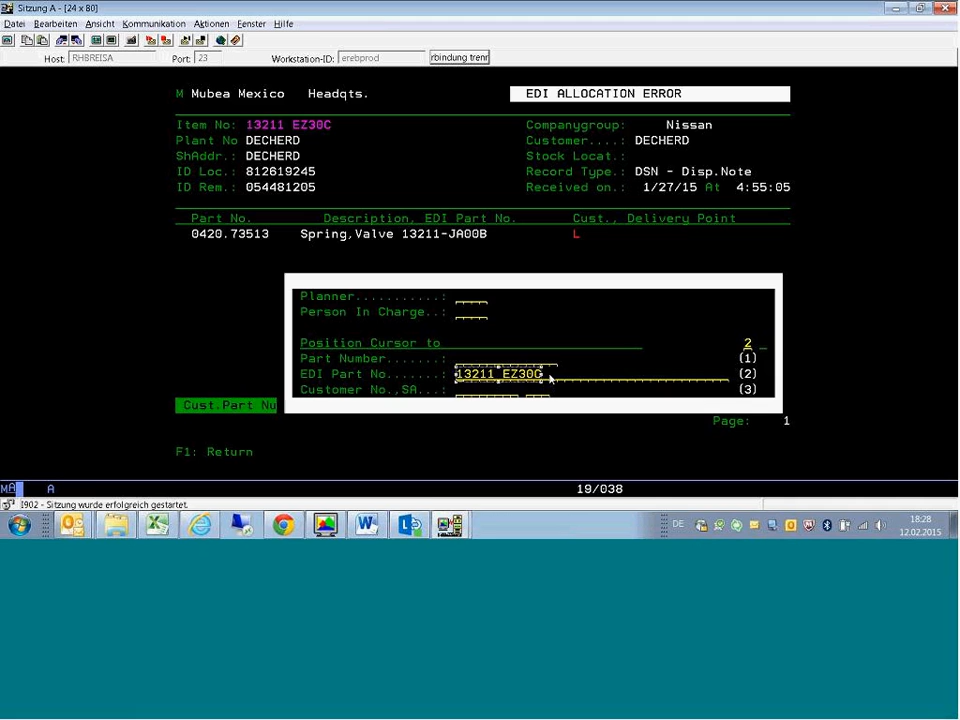 Sitzung A - [24 x 80]
Datei Bearbeiten Ansicht Kommunikation Aktionen Fenster Hilfe
Host: RHBREISA Port: 23 Workstation-ID: erebprod rbindung trenr
M Mubea Mexico Headqts. EDI ALLOCATION ERROR
Item No: 13211 EZ30C Companygroup: Nissan
Plant No DECHERD Customer....: DECHERD
ShAddr.: DECHERD Stock Locat.:
ID Loc.: 812619245 Record Type.: DSN - Disp.Note
ID Rem.: 054481205 Received on.: 1/27/15 At 4:55:05
Part No. Description, EDI Part No. Cust., Delivery Point
0420.73513 Spring,Valve 13211-JA00B L
Planner...........:
Person In Charge..:
Position Cursor to 2
Part Number.......: (1)
EDI Part No.......: 13211 EZ30C (2)
Customer No.,SA...: (3)
Cust.Part Nu
Page: 1
F1: Return
MA A 19/038
I902 - Sitzung wurde erfolgreich gestartet.
DE 18:28
12.02.2015